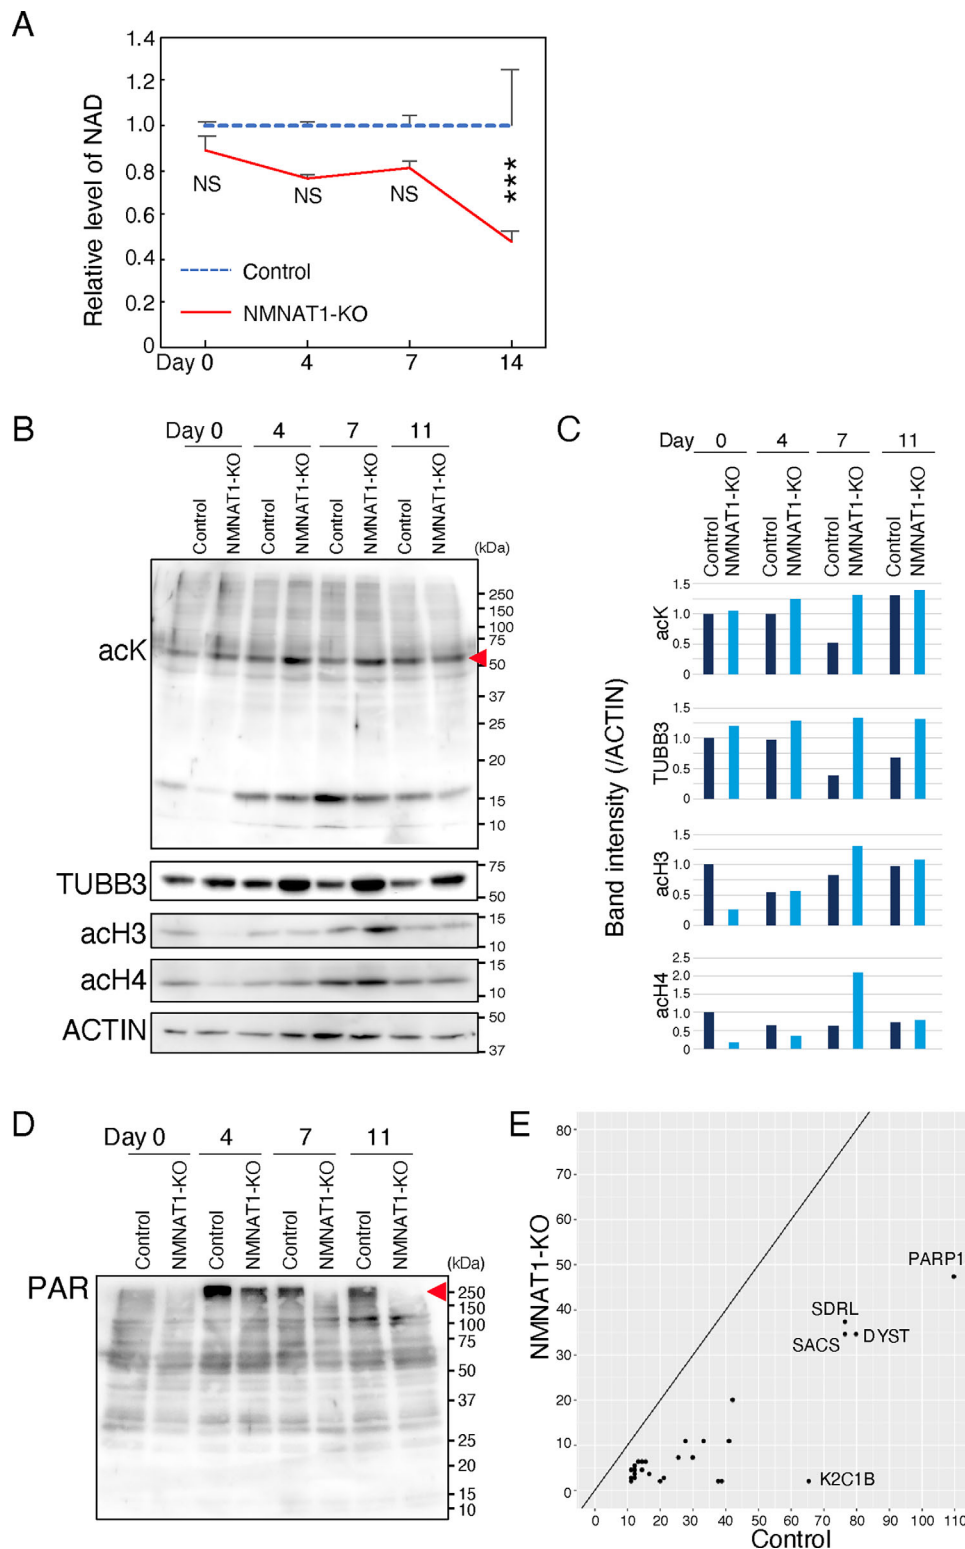 A
Relative level of NAD
1.4
1.2
1.0
0.8
0.6
0.4
0.2
0
NS
NS
NS
***
Control
NMNAT1-KO
Day 0
4
7
14
B
Day 0 4 7 11
Control
NMNAT1-KO
Control
NMNAT1-KO
Control
NMNAT1-KO
Control
NMNAT1-KO
(kDa)
acK
250
150
100
75
50
37
25
20
15
10
TUBB3
75
50
acH3
15
10
acH4
15
10
ACTIN
50
37
C
Day 0 4 7 11
Control
NMNAT1-KO
Control
NMNAT1-KO
Control
NMNAT1-KO
Control
NMNAT1-KO
Band intensity (/ACTIN)
acK
1.5
1.0
0.5
0
TUBB3
1.5
1.0
0.5
0
acH3
1.5
1.0
0.5
0
acH4
2.5
2.0
1.5
1.0
0.5
0
D
Day 0 4 7 11
Control
NMNAT1-KO
Control
NMNAT1-KO
Control
NMNAT1-KO
Control
NMNAT1-KO
(kDa)
PAR
250
150
100
75
50
37
25
20
15
10
E
NMNAT1-KO
80
70
60
50
40
30
20
10
0
PARP1
SDRL
SACS
DYST
K2C1B
0 10 20 30 40 50 60 70 80 90 100 110
Control